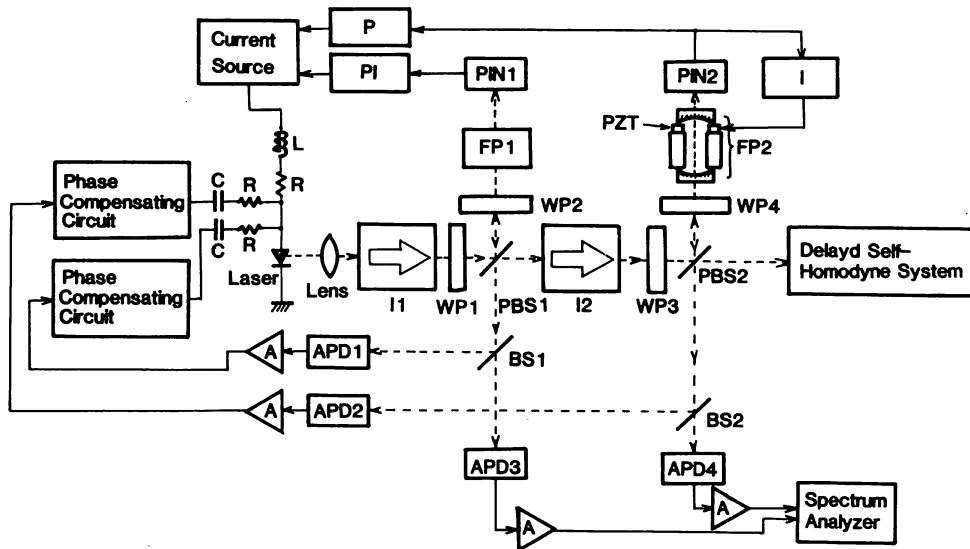 Current
Source
P
PI
PIN1
PIN2
I
PZT
FP2
FP1
L
R
Phase
Compensating
Circuit
C
R
WP2
WP4
C
R
Laser
Lens
I1
WP1
PBS1
I2
WP3
PBS2
Delayd Self-
Homodyne System
Phase
Compensating
Circuit
A
APD1
BS1
A
APD2
BS2
APD3
APD4
A
A
Spectrum
Analyzer